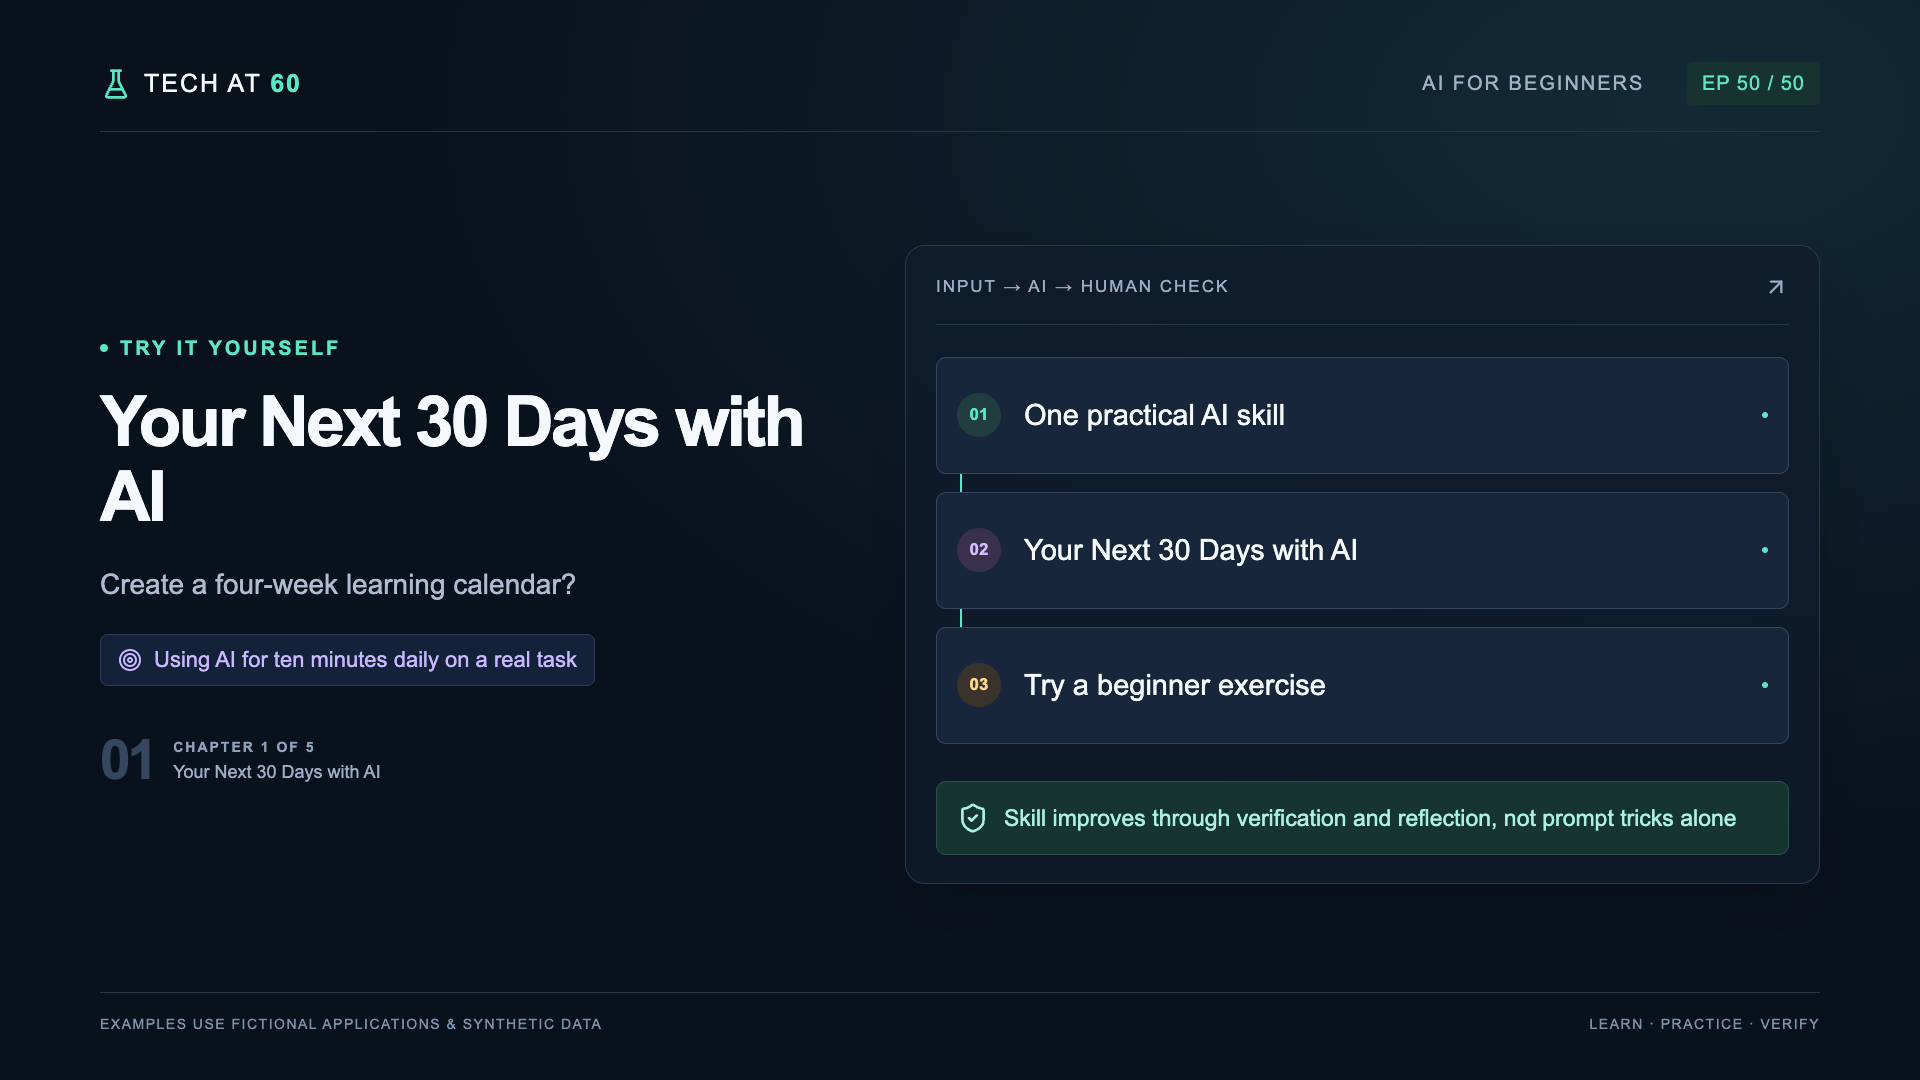 TECH AT 60
AI FOR BEGINNERS
EP 50 / 50
• TRY IT YOURSELF
Your Next 30 Days with
AI
Create a four-week learning calendar?
Using AI for ten minutes daily on a real task
01
CHAPTER 1 OF 5
Your Next 30 Days with AI
INPUT → AI → HUMAN CHECK
01 One practical AI skill
02 Your Next 30 Days with AI
03 Try a beginner exercise
Skill improves through verification and reflection, not prompt tricks alone
EXAMPLES USE FICTIONAL APPLICATIONS & SYNTHETIC DATA
LEARN · PRACTICE · VERIFY